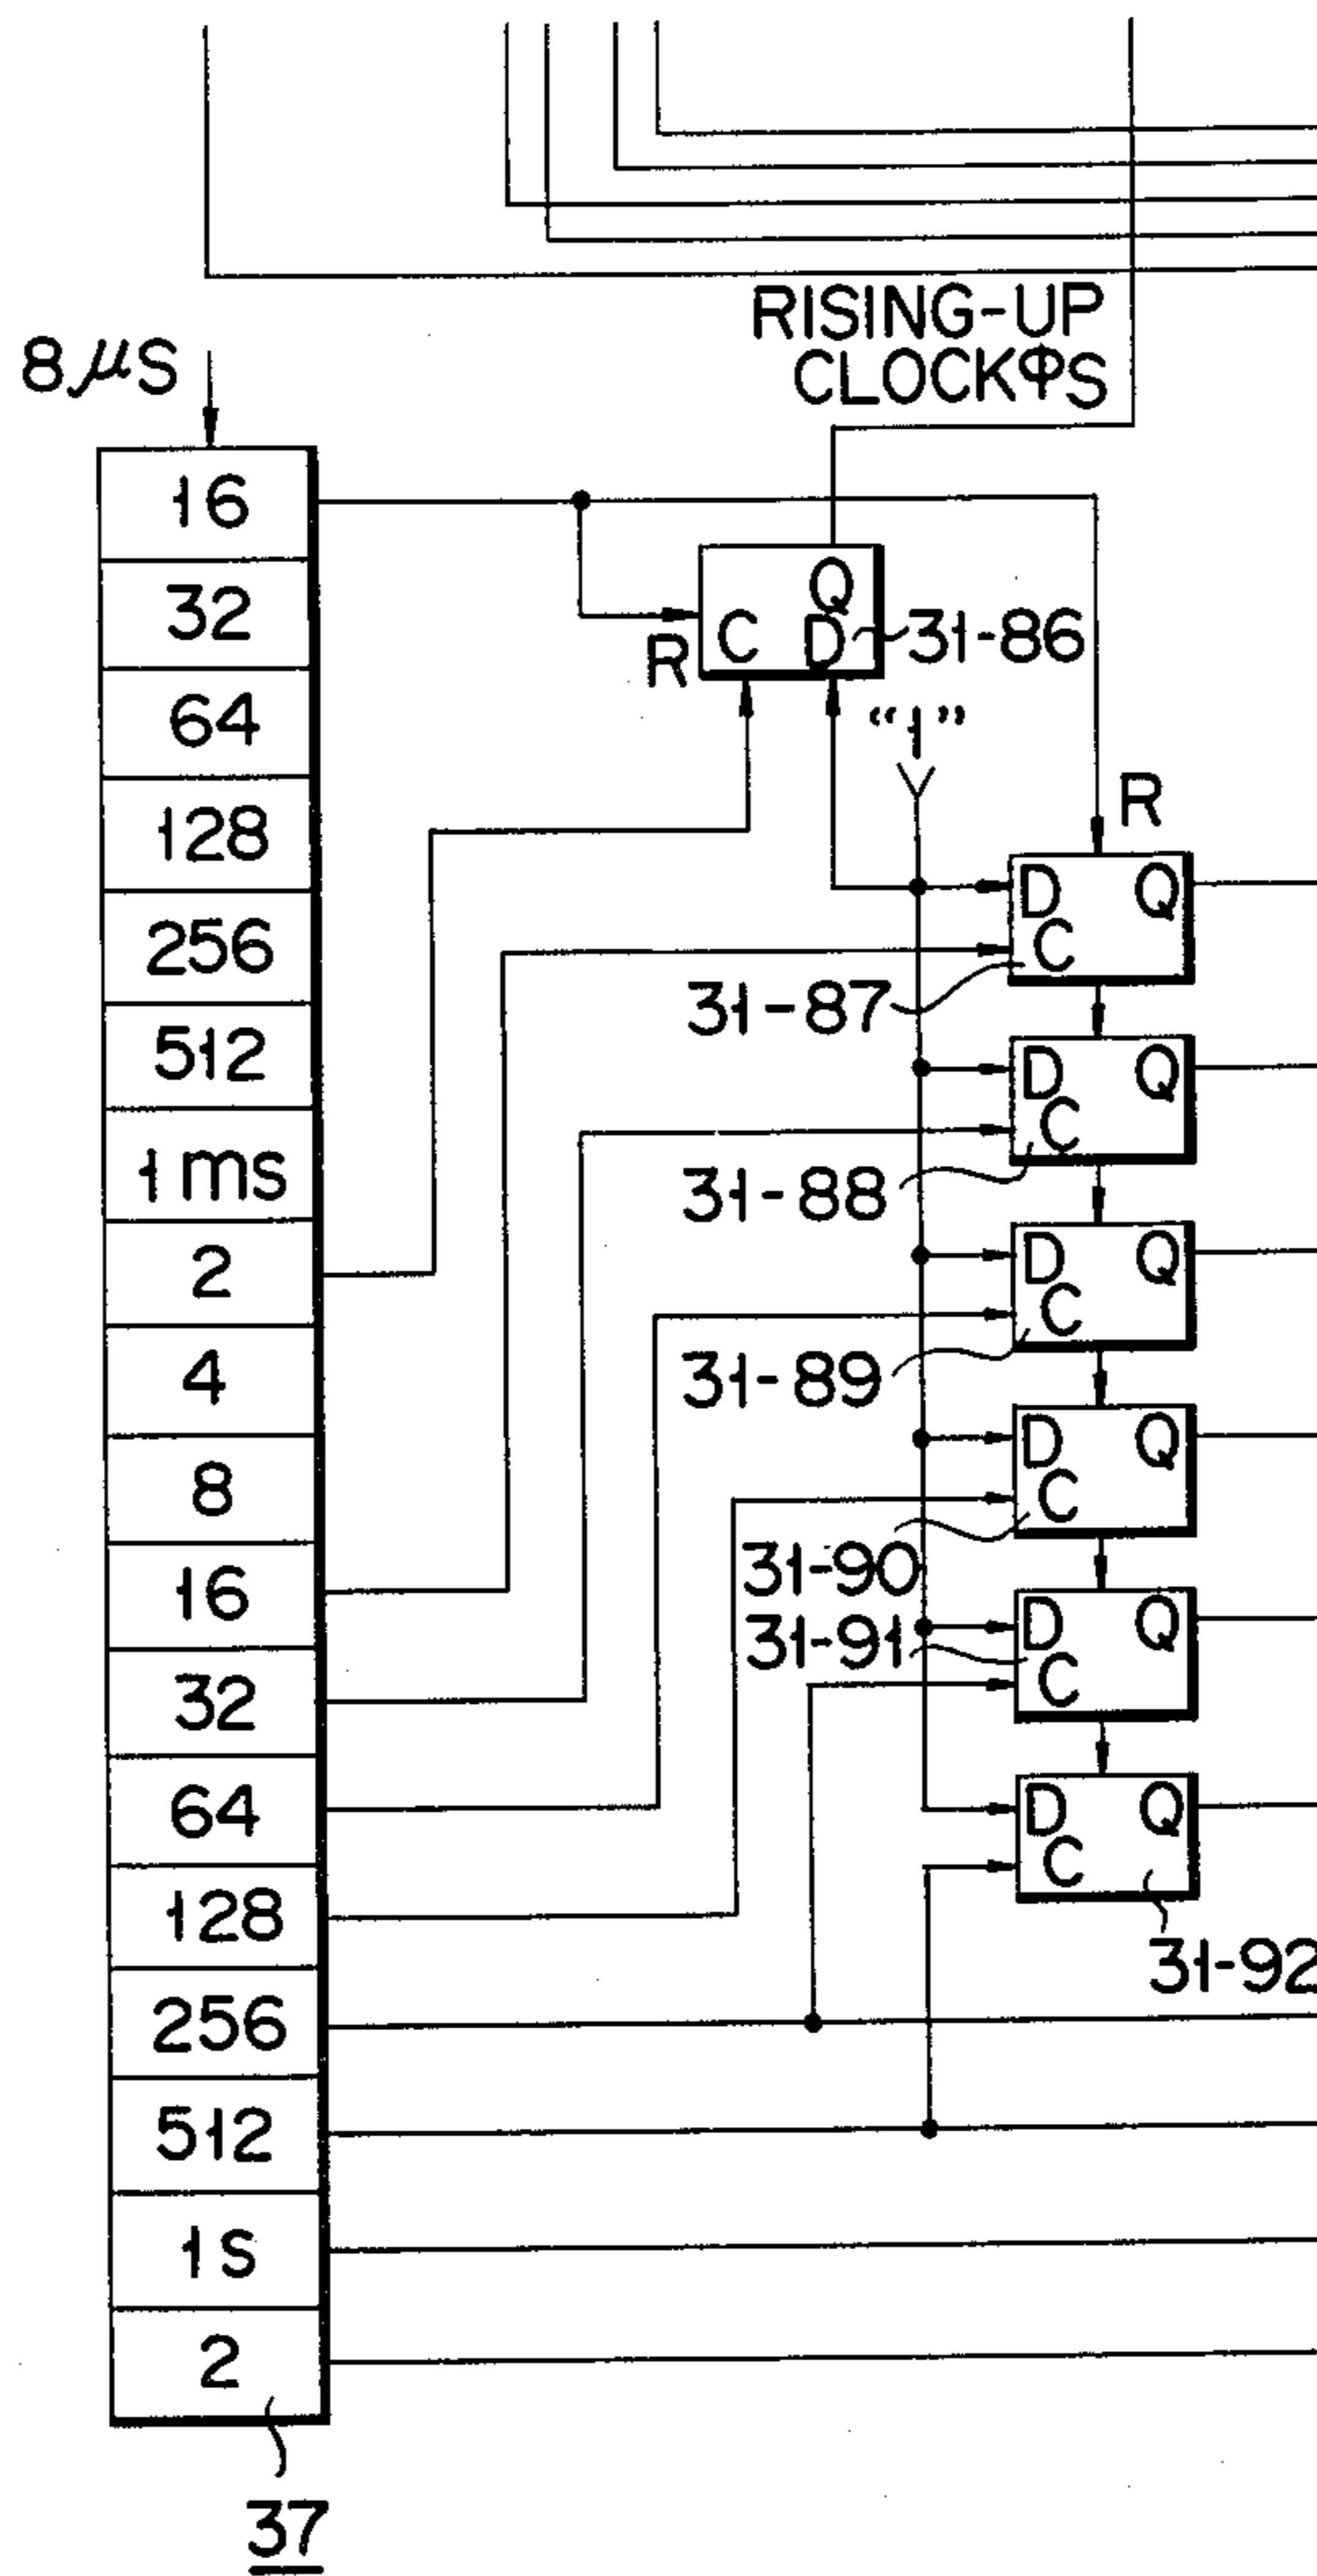 RISING-UP
CLOCKΦS
8μS
16
32
64
128
256
512
1ms
2
4
8
16
32
64
128
256
512
1S
2
37
Q
C D
R
31-86
"1"
R
D Q
C
31-87
D Q
C
31-88
D Q
C
31-89
D Q
C
31-90
D Q
C
31-91
D Q
C
31-92